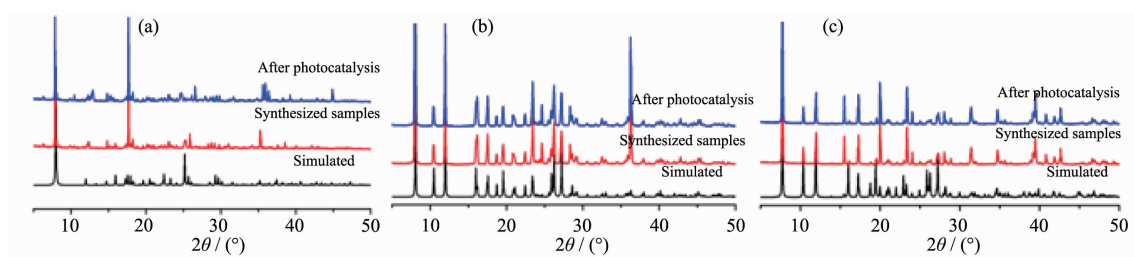 (a)
After photocatalysis
Synthesized samples
Simulated
10 20 30 40 50
2θ / (°)
(b)
After photocatalysis
Synthesized samples
Simulated
10 20 30 40 50
2θ / (°)
(c)
After photocatalysis
Synthesized samples
Simulated
10 20 30 40 50
2θ / (°)